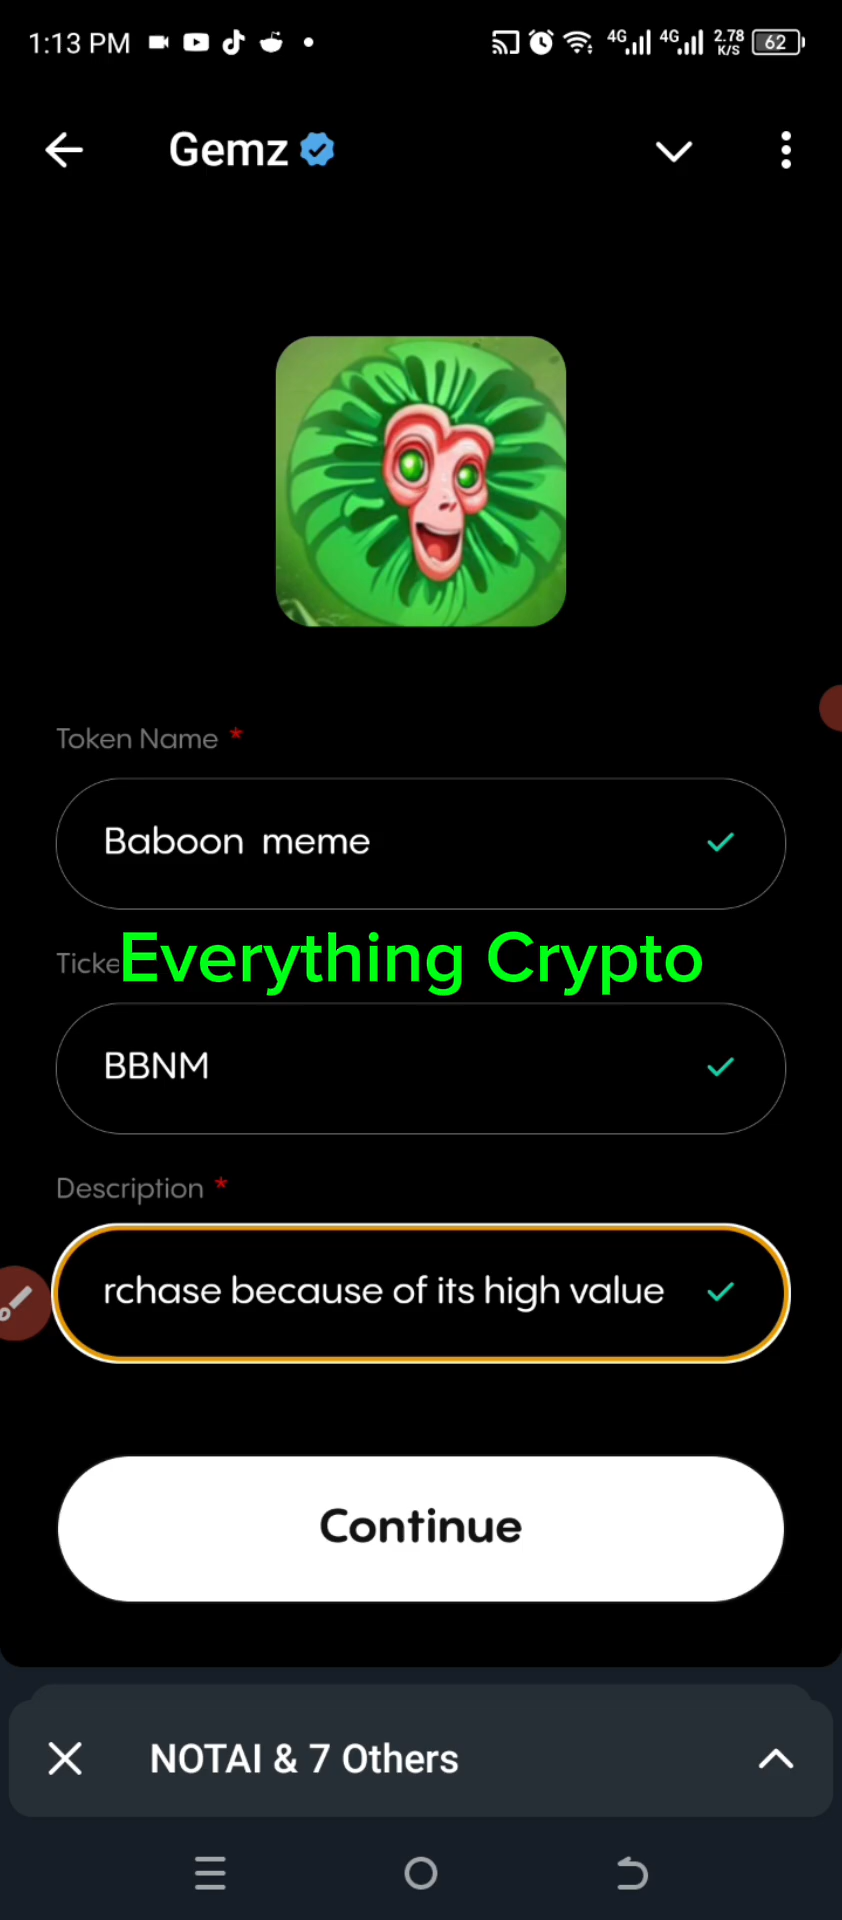 1:13 PM
4G 4G 2.78 K/S 62
Gemz
Token Name *
Baboon meme
Everything Crypto
BBNM
Description *
rchase because of its high value
Continue
NOTAI & 7 Others